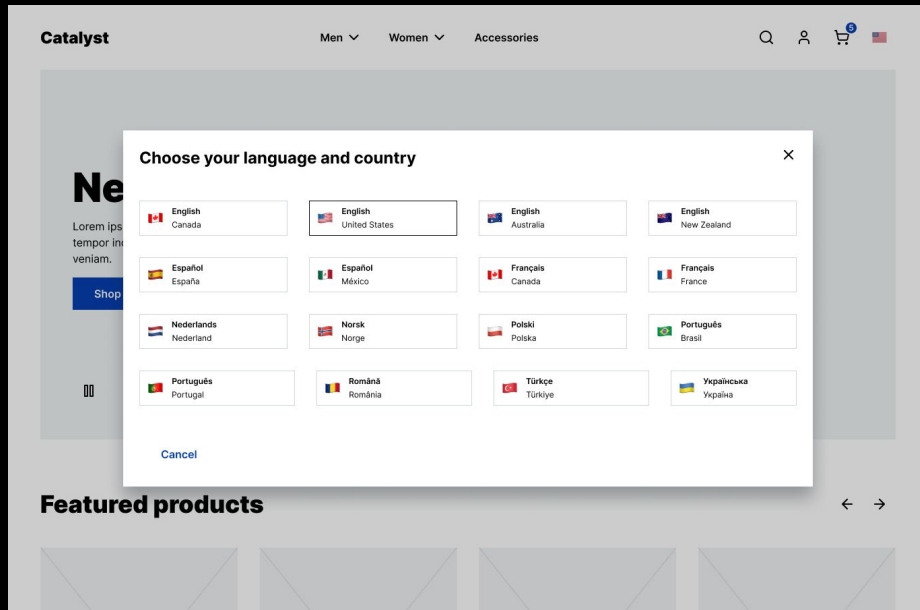 Catalyst
Men
Women
Accessories
5
Choose your language and country
Ne
Lorem ips
tempor in
veniam.
Shop
English
Canada
English
United States
English
Australia
English
New Zealand
Español
España
Español
México
Français
Canada
Français
France
Nederlands
Nederland
Norsk
Norge
Polski
Polska
Português
Brasil
Português
Portugal
Română
România
Türkçe
Türkiye
Українська
Україна
Cancel
Featured products